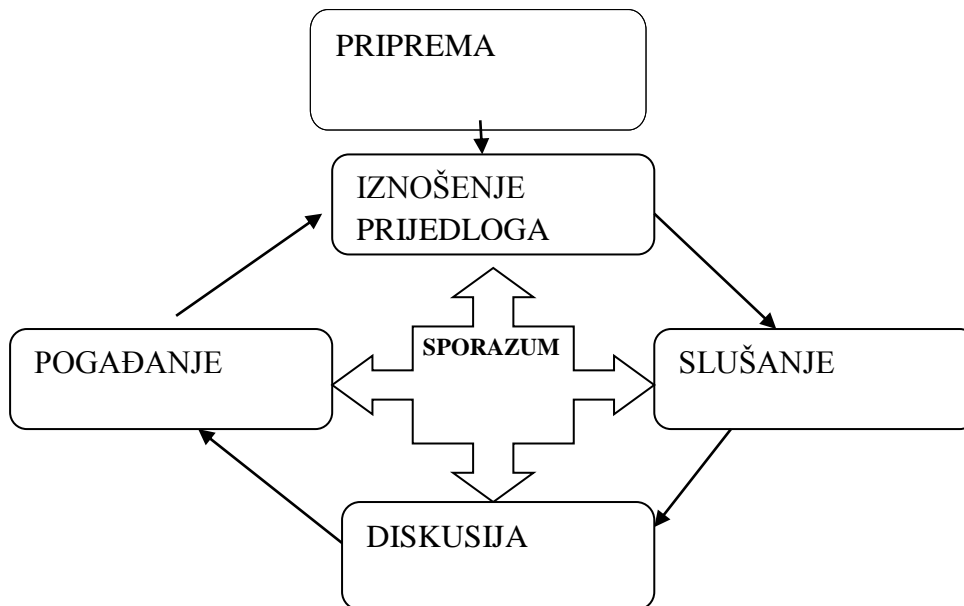 PRIPREMA
IZNOŠENJE
PRIJEDLOGA
SPORAZUM
POGAĐANJE
SLUŠANJE
DISKUSIJA